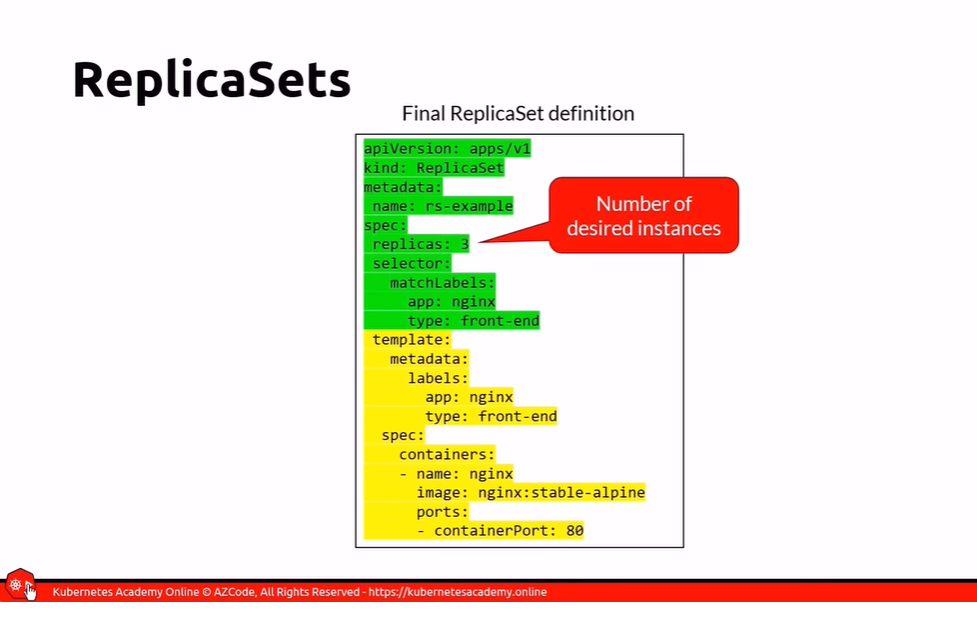 ReplicaSets
Final ReplicaSet definition
apiVersion: apps/v1
kind: ReplicaSet
metadata:
 name: rs-example
spec:
 replicas: 3
 selector:
   matchLabels:
     app: nginx
     type: front-end
 template:
   metadata:
     labels:
       app: nginx
       type: front-end
  spec:
    containers:
    - name: nginx
      image: nginx:stable-alpine
      ports:
      - containerPort: 80
Number of
desired instances
Kubernetes Academy Online © AZCode, All Rights Reserved - https://kubernetesacademy.online